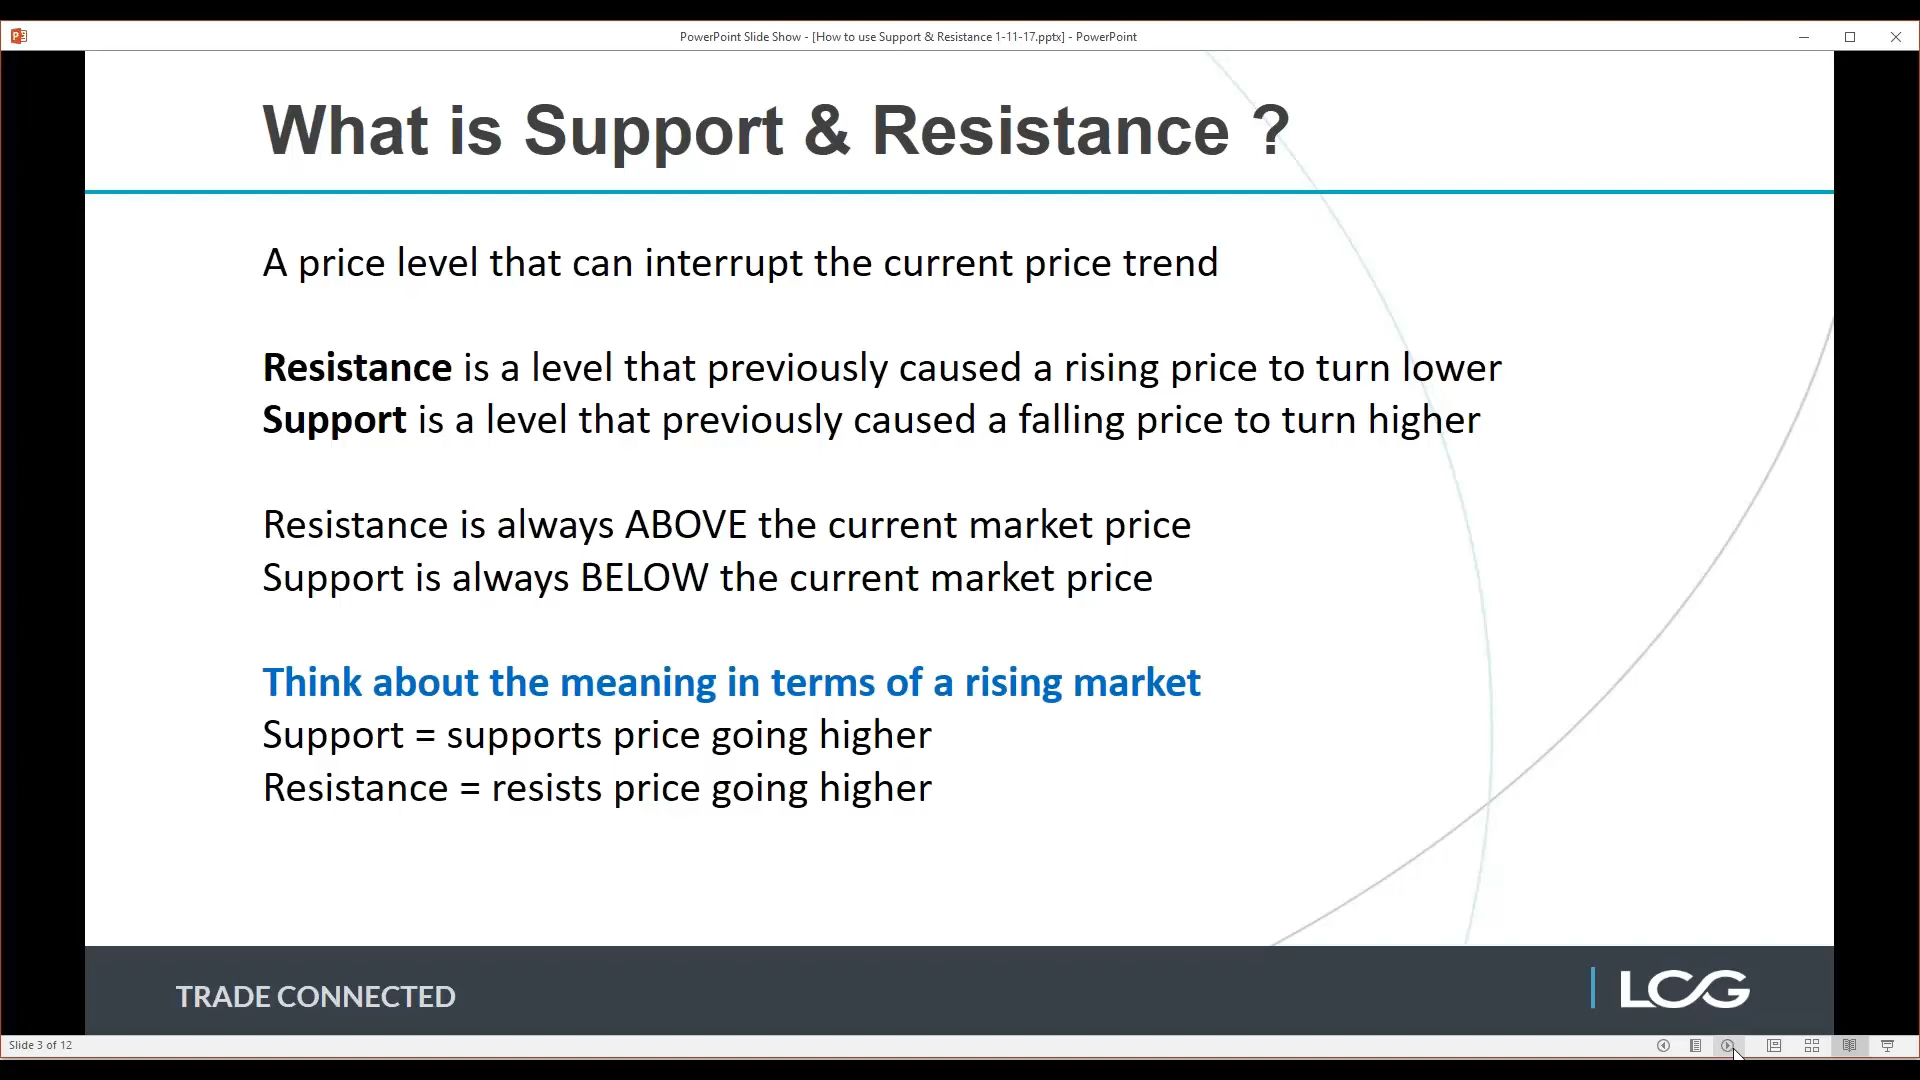 PowerPoint Slide Show - [How to use Support & Resistance 1-11-17.pptx] - PowerPoint
What is Support & Resistance ?
A price level that can interrupt the current price trend
Resistance is a level that previously caused a rising price to turn lower
Support is a level that previously caused a falling price to turn higher
Resistance is always ABOVE the current market price
Support is always BELOW the current market price
Think about the meaning in terms of a rising market
Support = supports price going higher
Resistance = resists price going higher
TRADE CONNECTED
LCG
Slide 3 of 12